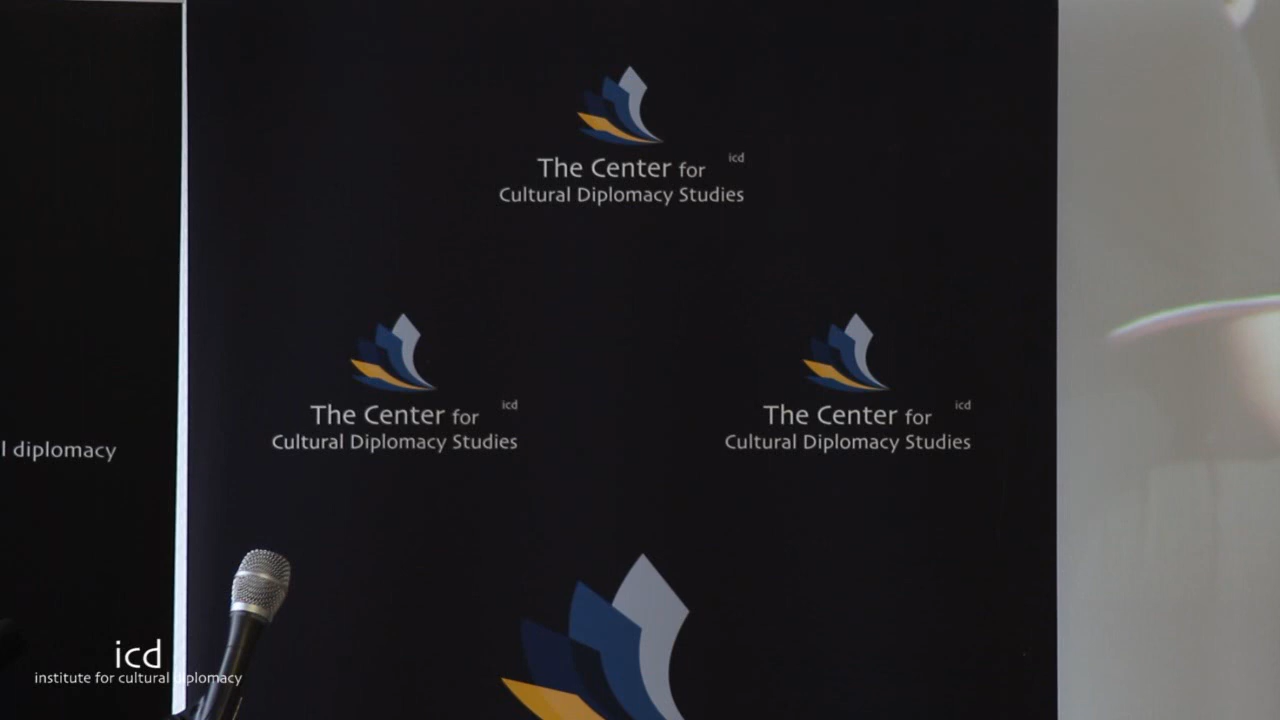 The Center for icd
Cultural Diplomacy Studies
The Center for icd
Cultural Diplomacy Studies
The Center for icd
Cultural Diplomacy Studies
l diplomacy
icd
institute for cultural diplomacy